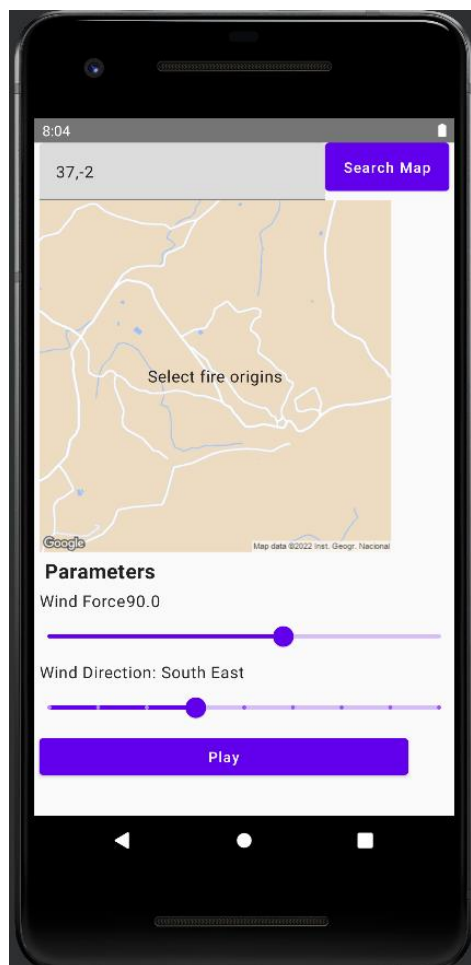 8:04
37,-2
Search Map
Select fire origins
Google
Map data ©2022 Inst. Geogr. Nacional
Parameters
Wind Force90.0
Wind Direction: South East
Play